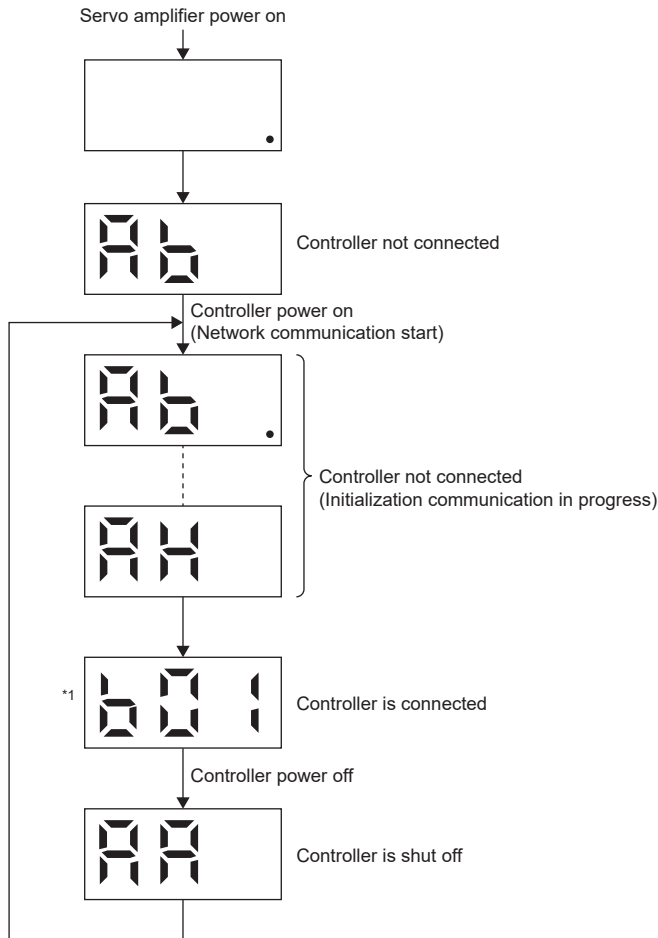 Servo amplifier power on
.
Ab
Controller not connected
Controller power on
(Network communication start)
Ab.
Controller not connected
(Initialization communication in progress)
AH
*1
b01
Controller is connected
Controller power off
AA
Controller is shut off